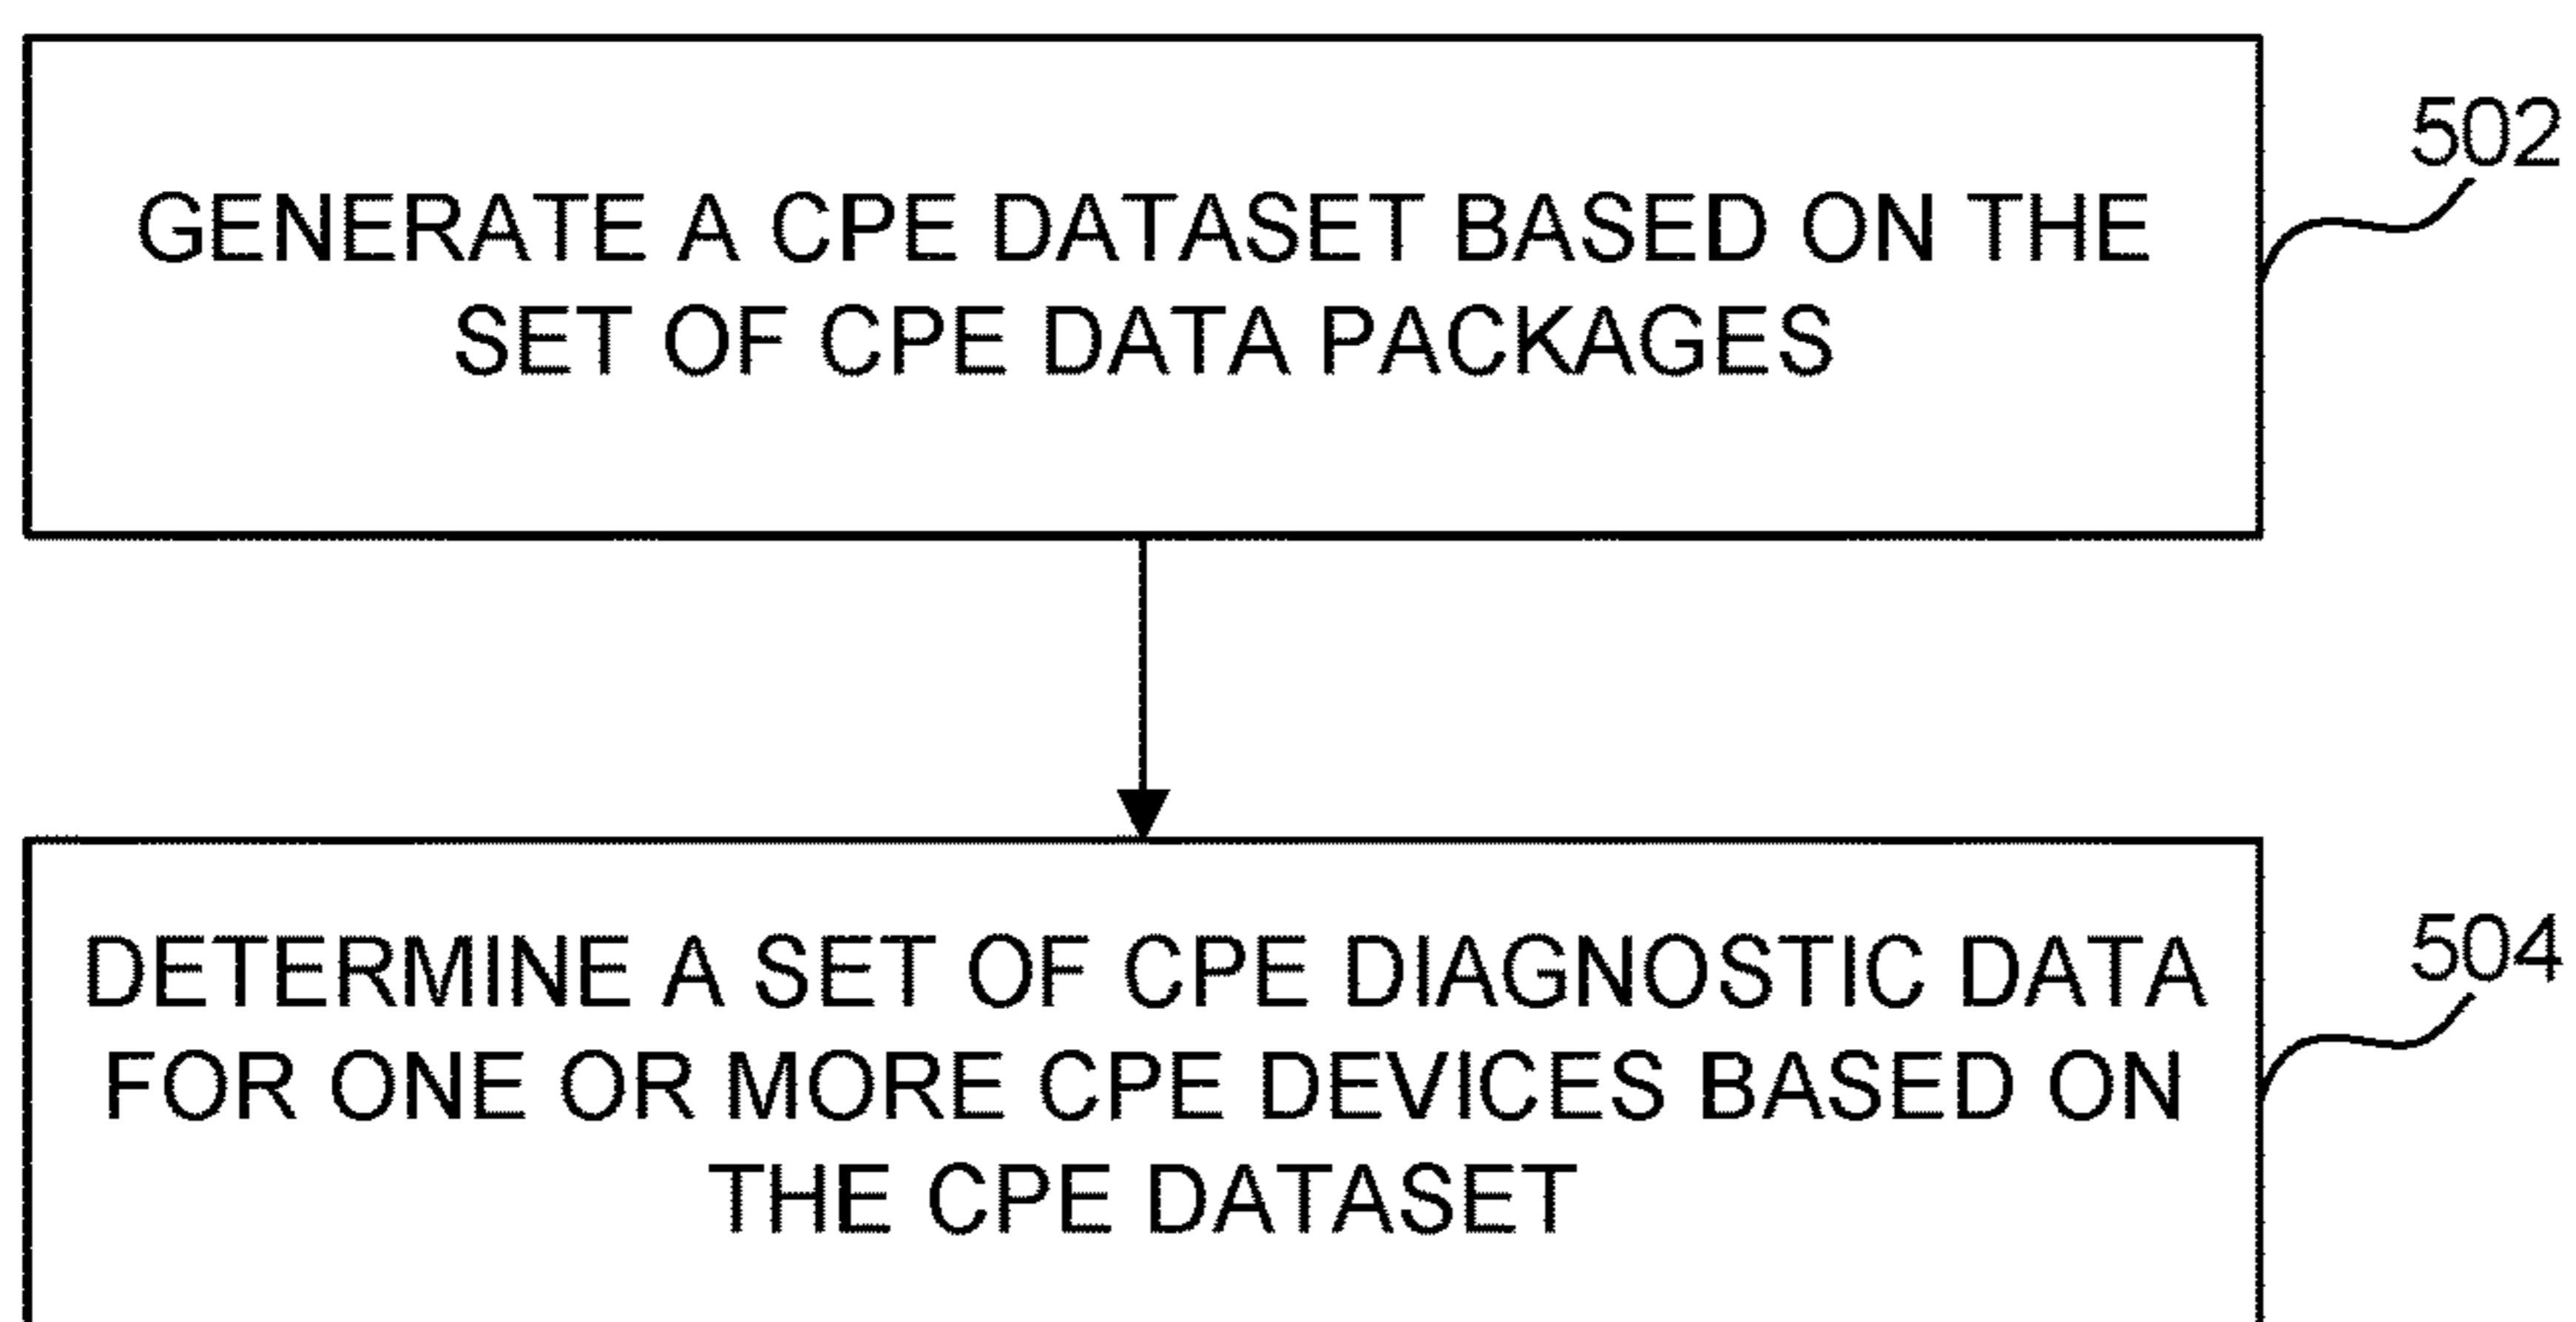 GENERATE A CPE DATASET BASED ON THE
SET OF CPE DATA PACKAGES
502
DETERMINE A SET OF CPE DIAGNOSTIC DATA
FOR ONE OR MORE CPE DEVICES BASED ON
THE CPE DATASET
504